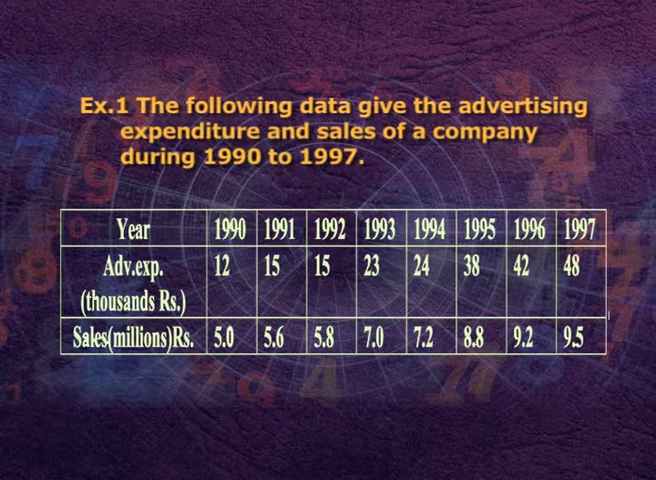 Ex.1 The following data give the advertising
expenditure and sales of a company
during 1990 to 1997.
Year 1990 1991 1992 1993 1994 1995 1996 1997
Adv.exp. 12 15 15 23 24 38 42 48
(thousands Rs.)
Sales(millions)Rs. 5.0 5.6 5.8 7.0 7.2 8.8 9.2 9.5